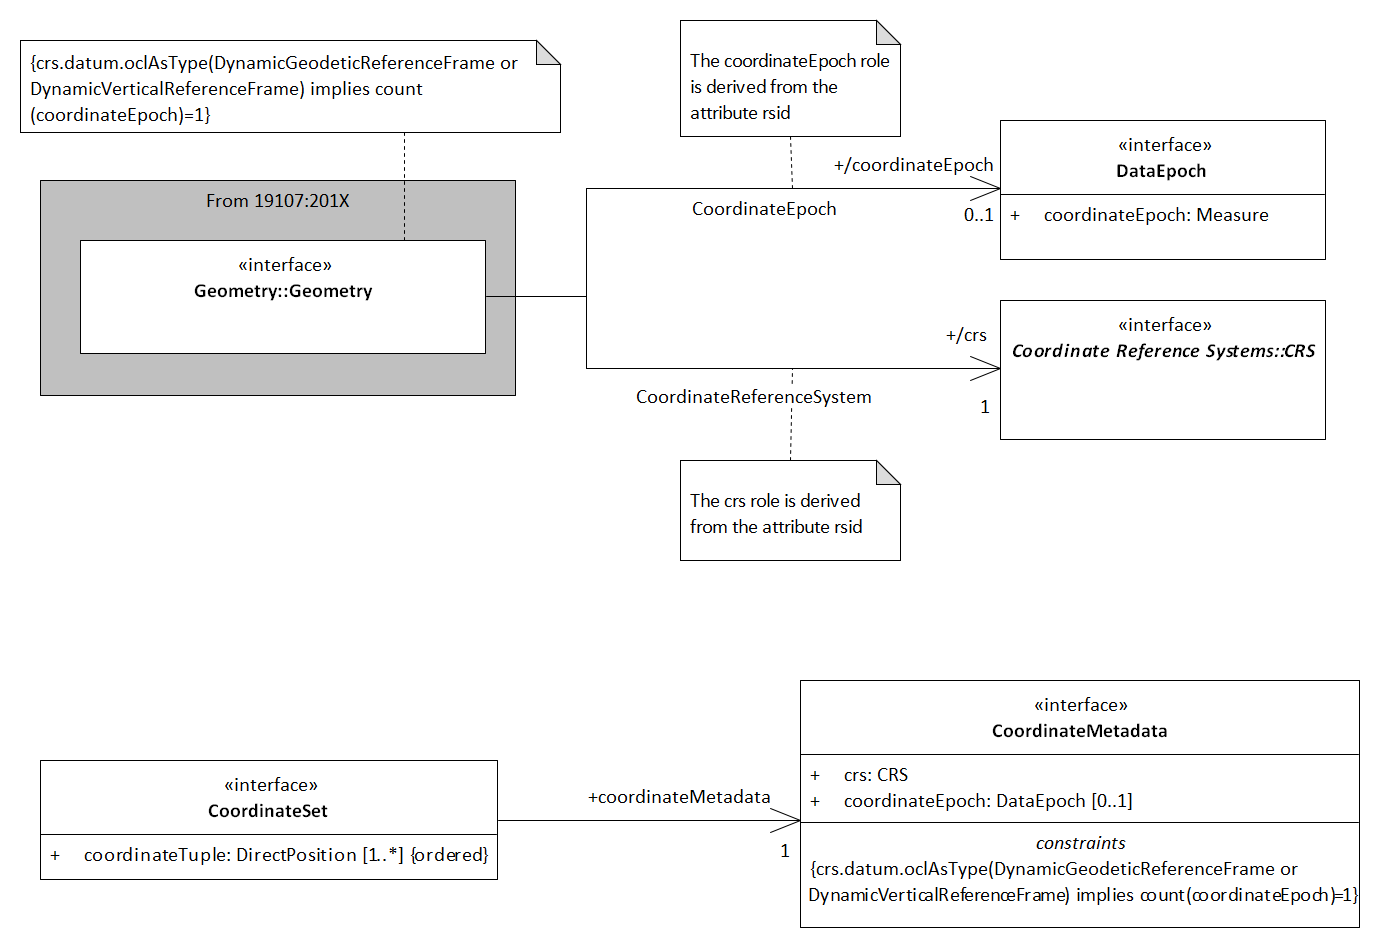 {crs.datum.oclAsType(DynamicGeodeticReferenceFrame or
DynamicVerticalReferenceFrame) implies count
(coordinateEpoch)=1}
The coordinateEpoch role
is derived from the
attribute rsid
From 19107:201X
«interface»
Geometry::Geometry
+/coordinateEpoch
CoordinateEpoch
0..1
«interface»
DataEpoch
+ coordinateEpoch: Measure
+/crs
CoordinateReferenceSystem
1
«interface»
Coordinate Reference Systems::CRS
The crs role is derived
from the attribute rsid
«interface»
CoordinateSet
+ coordinateTuple: DirectPosition [1..*] {ordered}
+coordinateMetadata
1
«interface»
CoordinateMetadata
+ crs: CRS
+ coordinateEpoch: DataEpoch [0..1]
constraints
{crs.datum.oclAsType(DynamicGeodeticReferenceFrame or
DynamicVerticalReferenceFrame) implies count(coordinateEpoch)=1}